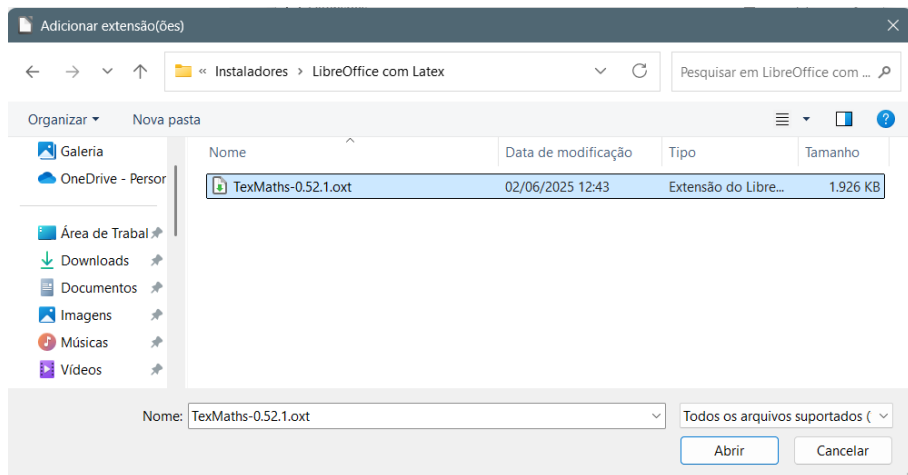 Adicionar extensão(ões)
« Instaladores › LibreOffice com Latex
Pesquisar em LibreOffice com ...
Organizar
Nova pasta
Galeria
OneDrive - Person
Área de Trabal
Downloads
Documentos
Imagens
Músicas
Vídeos
Nome Data de modificação Tipo Tamanho
TexMaths-0.52.1.oxt 02/06/2025 12:43 Extensão do Libre... 1.926 KB
Nome: TexMaths-0.52.1.oxt
Todos os arquivos suportados (
Abrir
Cancelar